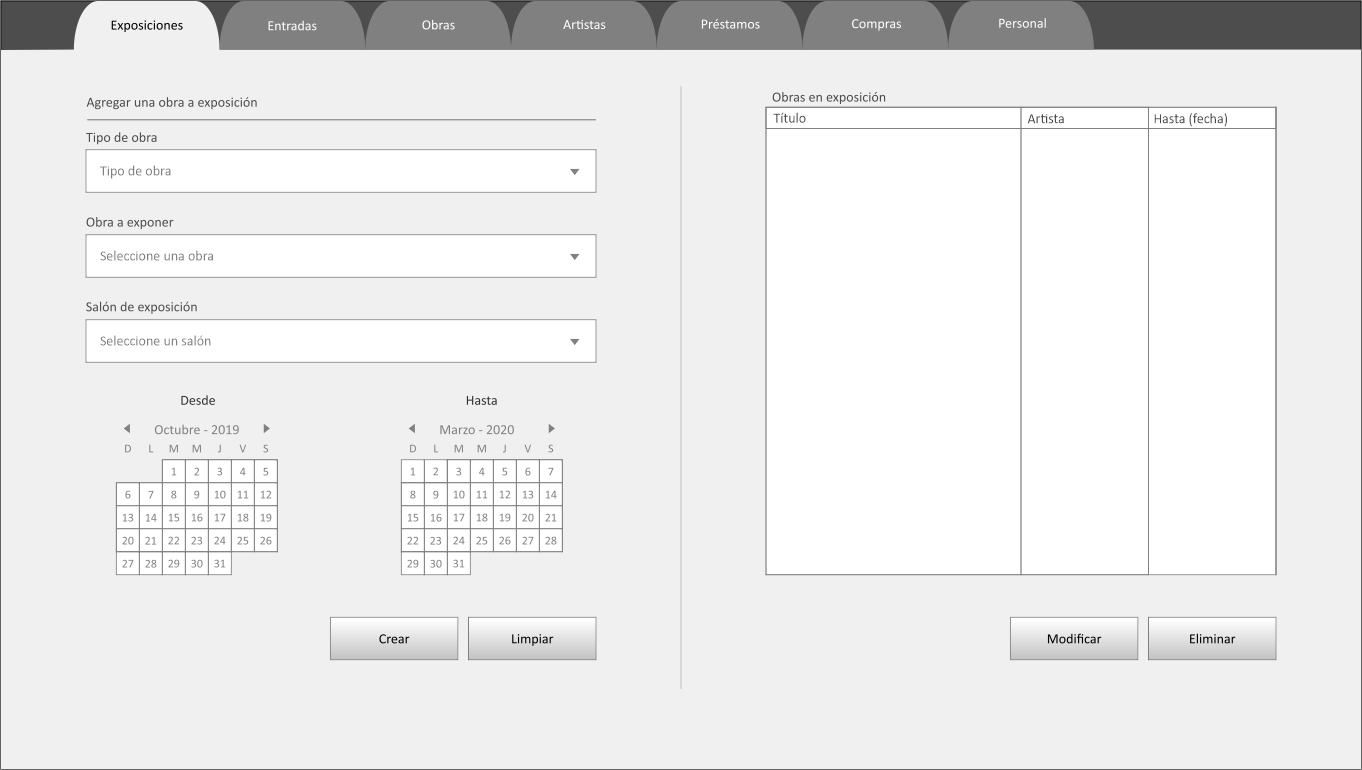 Exposiciones Entradas Obras Artistas Préstamos Compras Personal
Agregar una obra a exposición
Tipo de obra
Tipo de obra
Obra a exponer
Seleccione una obra
Salón de exposición
Seleccione un salón
Desde
Octubre - 2019
D L M M J V S
1 2 3 4 5
6 7 8 9 10 11 12
13 14 15 16 17 18 19
20 21 22 23 24 25 26
27 28 29 30 31
Hasta
Marzo - 2020
D L M M J V S
1 2 3 4 5 6 7
8 9 10 11 12 13 14
15 16 17 18 19 20 21
22 23 24 25 26 27 28
29 30 31
Crear Limpiar
Obras en exposición
Título Artista Hasta (fecha)
Modificar Eliminar